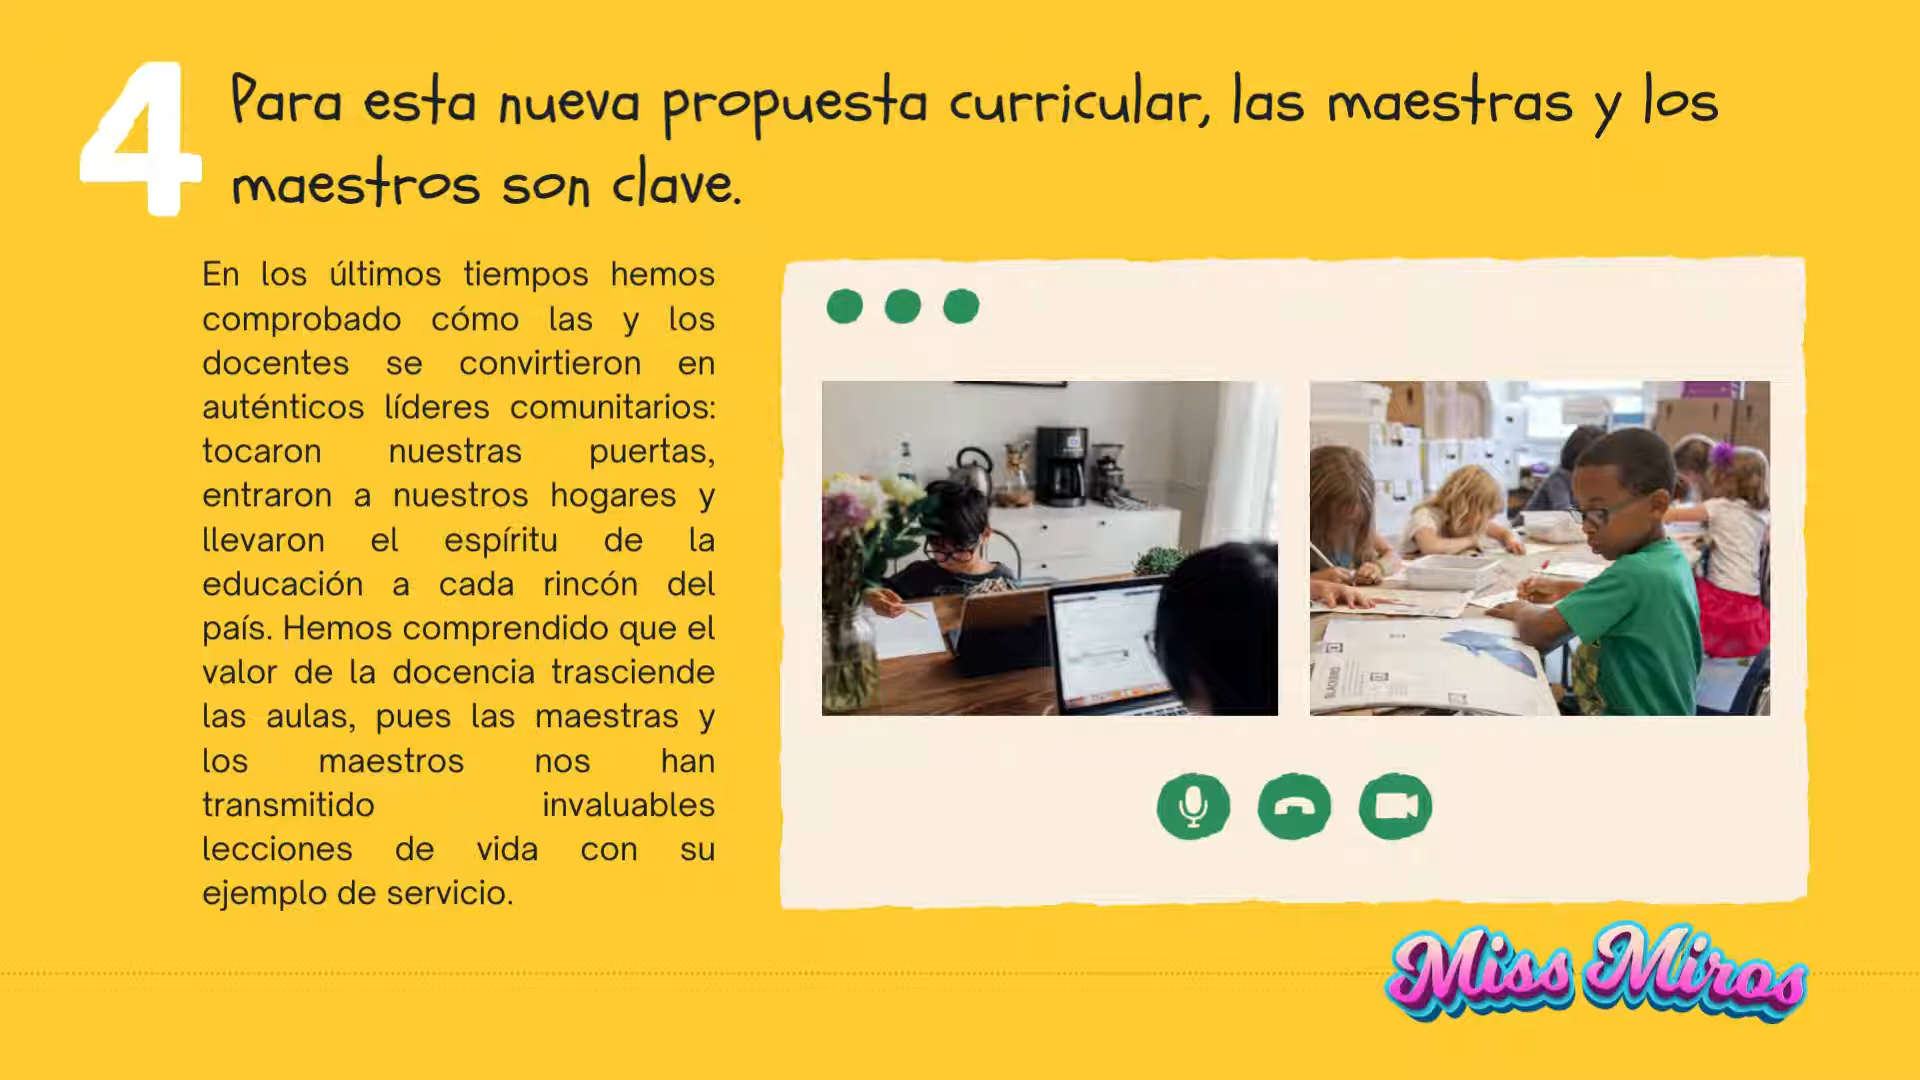 4
Para esta nueva propuesta curricular, las maestras y los
maestros son clave.
En los últimos tiempos hemos
comprobado cómo las y los
docentes se convirtieron en
auténticos líderes comunitarios:
tocaron nuestras puertas,
entraron a nuestros hogares y
llevaron el espíritu de la
educación a cada rincón del
país. Hemos comprendido que el
valor de la docencia trasciende
las aulas, pues las maestras y
los maestros nos han
transmitido invaluables
lecciones de vida con su
ejemplo de servicio.
Miss Miros